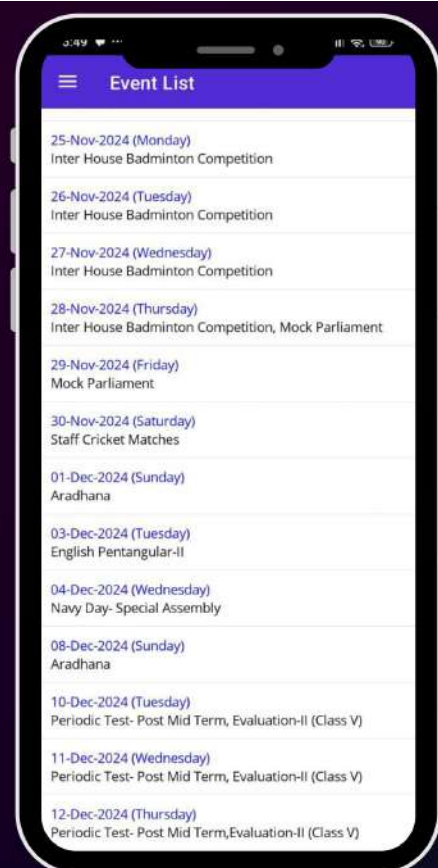 3:49
Event List
25-Nov-2024 (Monday)
Inter House Badminton Competition
26-Nov-2024 (Tuesday)
Inter House Badminton Competition
27-Nov-2024 (Wednesday)
Inter House Badminton Competition
28-Nov-2024 (Thursday)
Inter House Badminton Competition, Mock Parliament
29-Nov-2024 (Friday)
Mock Parliament
30-Nov-2024 (Saturday)
Staff Cricket Matches
01-Dec-2024 (Sunday)
Aradhana
03-Dec-2024 (Tuesday)
English Pentangular-II
04-Dec-2024 (Wednesday)
Navy Day- Special Assembly
08-Dec-2024 (Sunday)
Aradhana
10-Dec-2024 (Tuesday)
Periodic Test- Post Mid Term, Evaluation-II (Class V)
11-Dec-2024 (Wednesday)
Periodic Test- Post Mid Term, Evaluation-II (Class V)
12-Dec-2024 (Thursday)
Periodic Test- Post Mid Term,Evaluation-II (Class V)